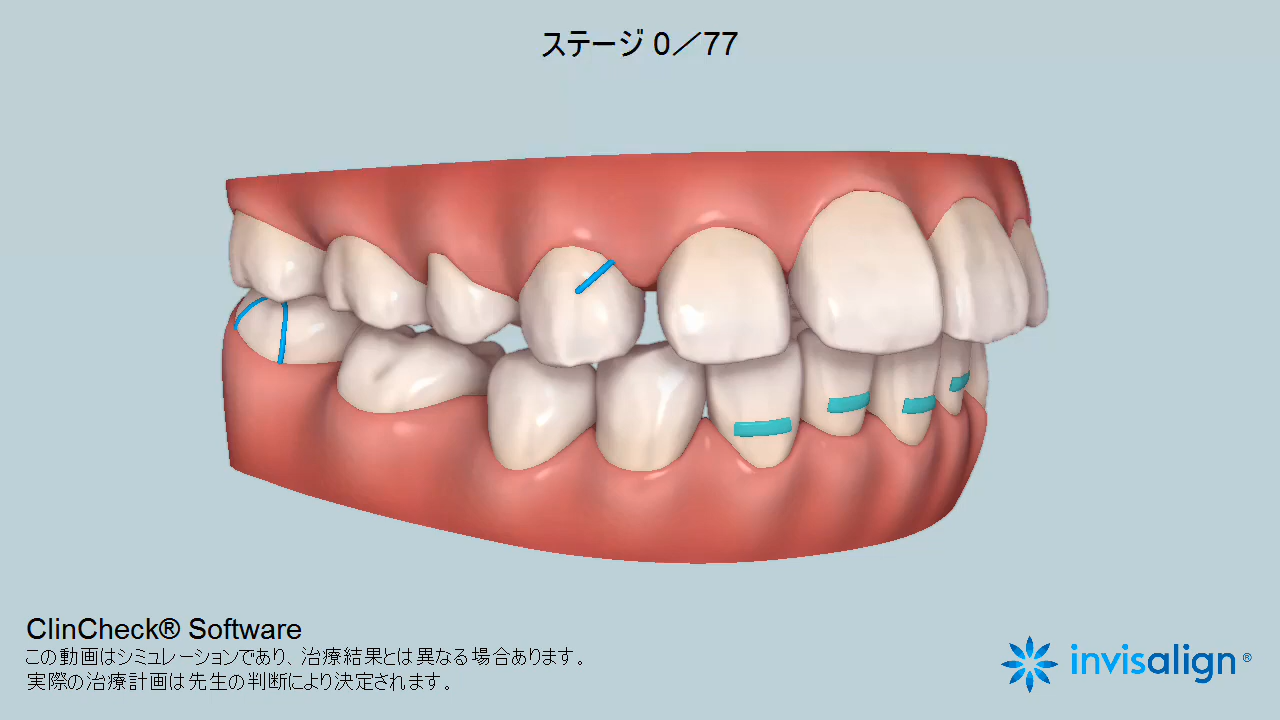 ステージ 0／77
ClinCheck® Software
この動画はシミュレーションであり、治療結果とは異なる場合あります。
実際の治療計画は先生の判断により決定されます。
invisalign®